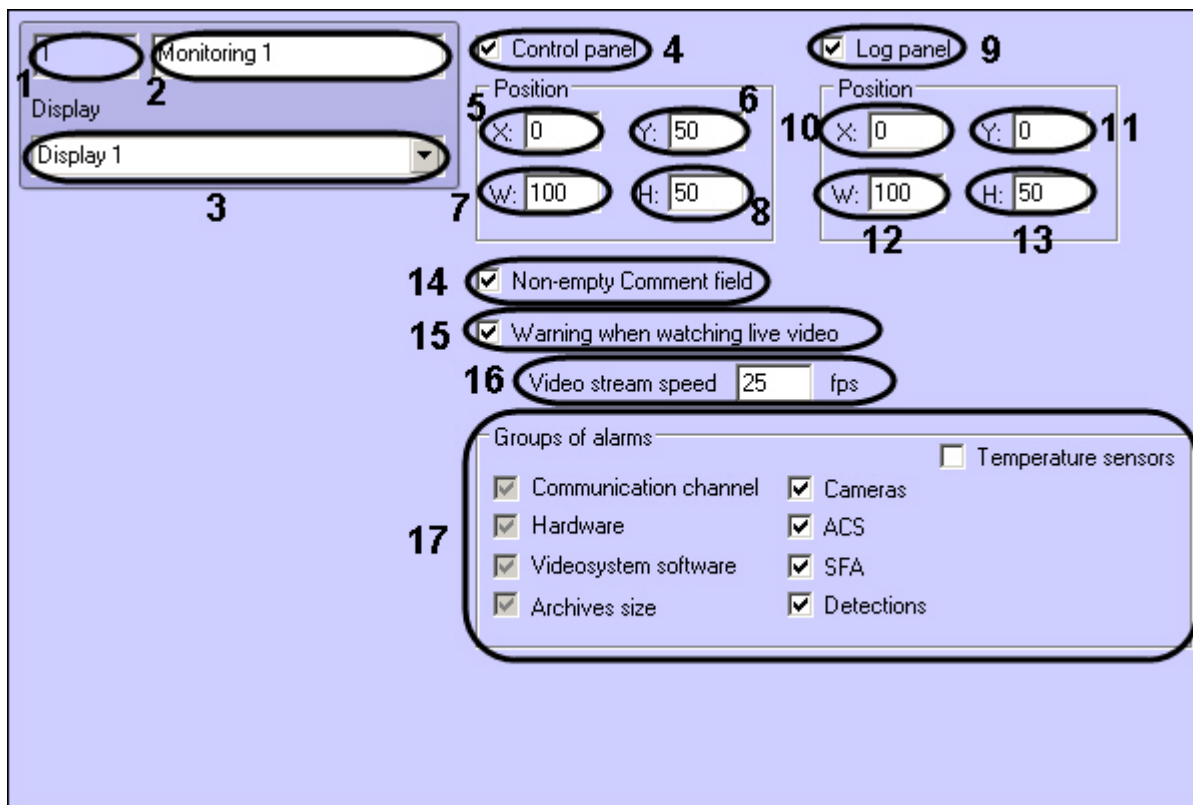 1 Monitoring 1
1 2
Display
Display 1
3
Control panel 4
Position
5 X: 0 Y: 50 6
7 W: 100 H: 50 8
Log panel 9
Position
10 X: 0 Y: 0 11
W: 100 H: 50
12 13
14 Non-empty Comment field
15 Warning when watching live video
16 Video stream speed 25 fps
17
Groups of alarms
Temperature sensors
Communication channel Cameras
Hardware ACS
Videosystem software SFA
Archives size Detections